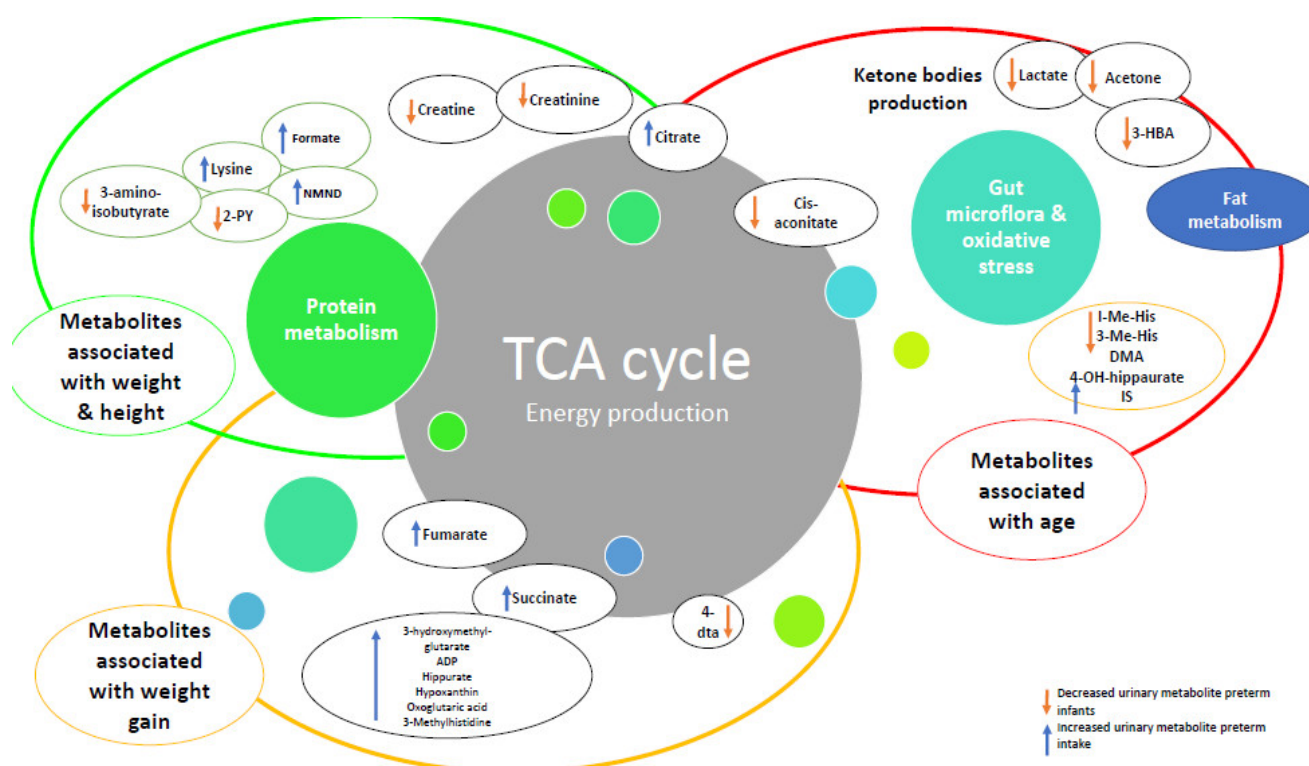 Creatine
Creatinine
Citrate
Ketone bodies
production
Lactate
Acetone
3-HBA
Formate
Lysine
NMND
3-amino-
isobutyrate
2-PY
Cis-
aconitate
Gut
microflora &
oxidative
stress
Fat
metabolism
Protein
metabolism
Metabolites
associated
with weight
& height
TCA cycle
Energy production
I-Me-His
3-Me-His
DMA
4-OH-hippaurate
IS
Metabolites
associated
with age
Fumarate
Succinate
4-
dta
3-hydroxymethyl-
glutarate
ADP
Hippurate
Hypoxanthin
Oxoglutaric acid
3-Methylhistidine
Metabolites
associated
with weight
gain
Decreased urinary metabolite preterm
infants
Increased urinary metabolite preterm
intake